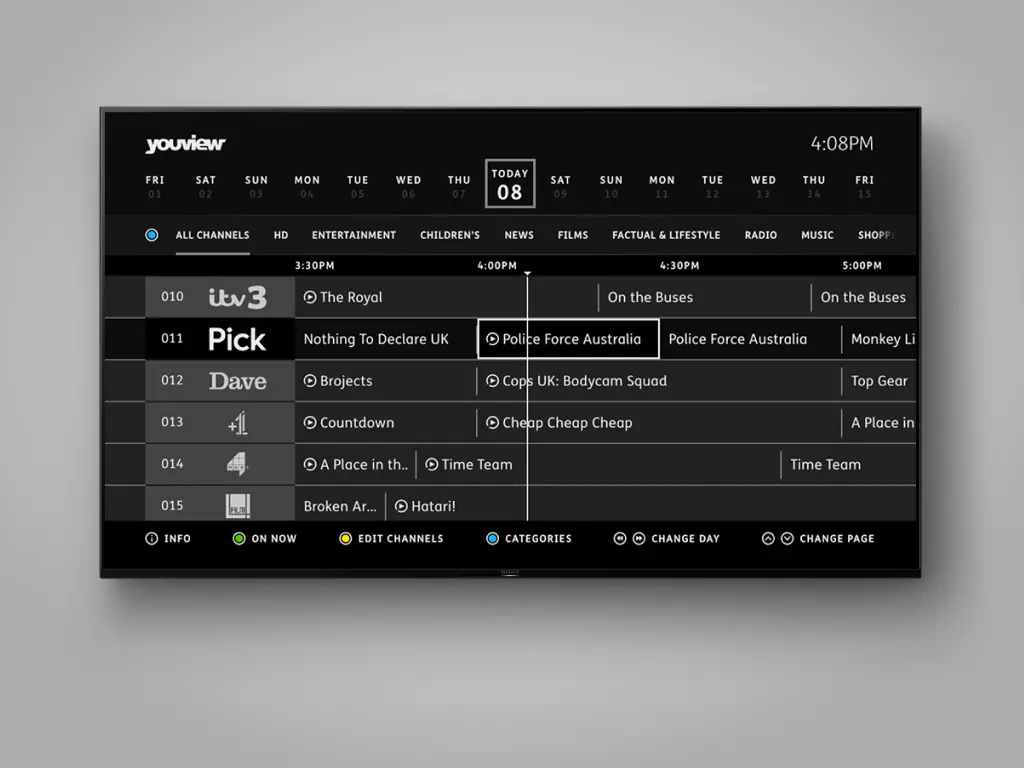 youview 4:08PM
FRI SAT SUN MON TUE WED THU TODAY SAT SUN MON TUE WED THU FRI
01 02 03 04 05 06 07 08 09 10 11 12 13 14 15
ALL CHANNELS HD ENTERTAINMENT CHILDREN'S NEWS FILMS FACTUAL & LIFESTYLE RADIO MUSIC SHOPP
3:30PM 4:00PM 4:30PM 5:00PM
010 itv3 The Royal On the Buses On the Buses
011 Pick Nothing To Declare UK Police Force Australia Police Force Australia Monkey Li
012 Dave Brojects Cops UK: Bodycam Squad Top Gear
013 +1 Countdown Cheap Cheap Cheap A Place in
014 4 A Place in th.. Time Team Time Team
015 FILM Broken Ar... Hatari!
INFO ON NOW EDIT CHANNELS CATEGORIES CHANGE DAY CHANGE PAGE
SONY